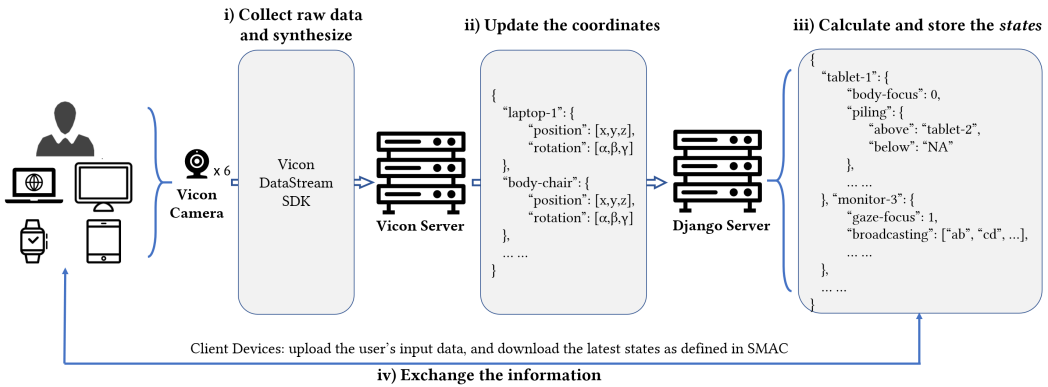 i) Collect raw data
and synthesize
ii) Update the coordinates
iii) Calculate and store the states
x 6
Vicon
Camera
Vicon
DataStream
SDK
Vicon Server
{
“laptop-1”: {
“position”: [x,y,z],
“rotation”: [α,β,γ]
},
“body-chair”: {
“position”: [x,y,z],
“rotation”: [α,β,γ]
},
... ...
}
Django Server
{
“tablet-1”: {
“body-focus”: 0,
“piling”: {
“above”: “tablet-2”,
“below”: “NA”
},
... ...
}, “monitor-3”: {
“gaze-focus”: 1,
“broadcasting”: [“ab”, “cd”, ...],
... ...
},
... ...
}
Client Devices: upload the user’s input data, and download the latest states as defined in SMAC
iv) Exchange the information